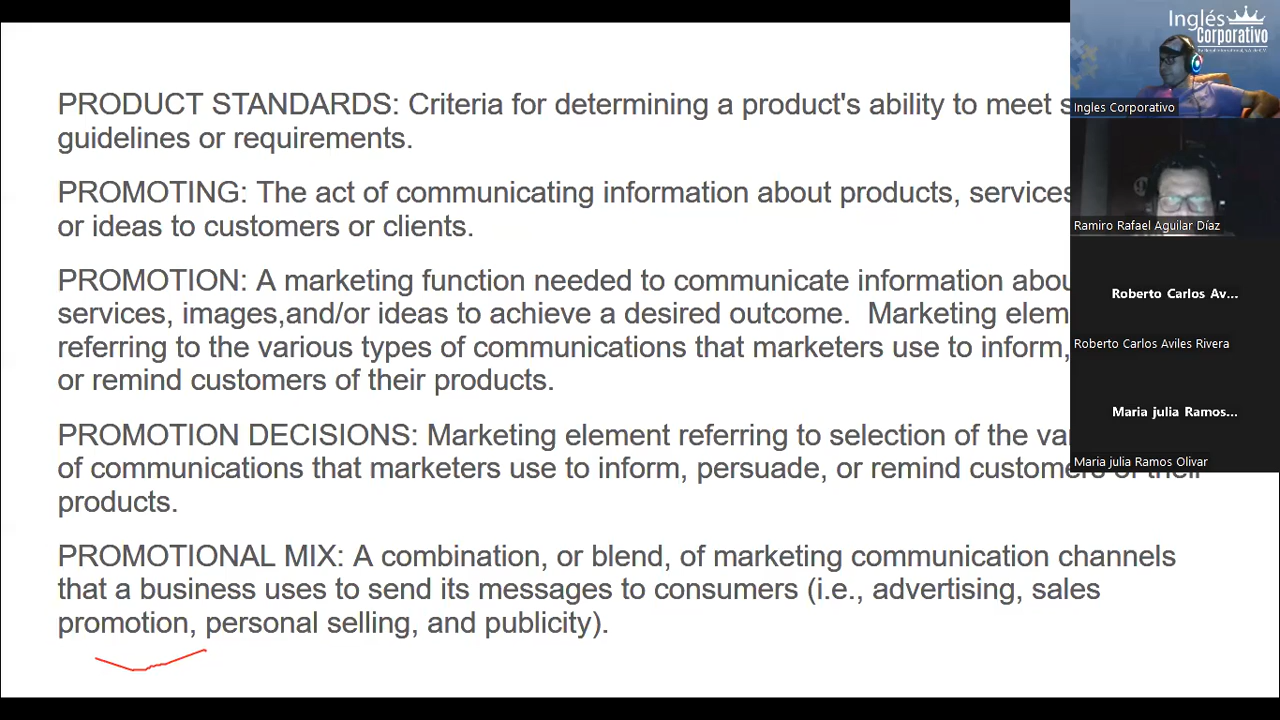 PRODUCT STANDARDS: Criteria for determining a product's ability to meet
guidelines or requirements.
PROMOTING: The act of communicating information about products, services
or ideas to customers or clients.
PROMOTION: A marketing function needed to communicate information
services, images,and/or ideas to achieve a desired outcome. Marketing
referring to the various types of communications that marketers use to inform,
or remind customers of their products.
PROMOTION DECISIONS: Marketing element referring to selection of the
of communications that marketers use to inform, persuade, or remind customers of their
products.
PROMOTIONAL MIX: A combination, or blend, of marketing communication channels
that a business uses to send its messages to consumers (i.e., advertising, sales
promotion, personal selling, and publicity).
Inglés
Corporativo
Ingles Corporativo
Ramiro Rafael Aguilar Díaz
Roberto Carlos Av...
Roberto Carlos Aviles Rivera
Maria julia Ramos...
Maria julia Ramos Olivar